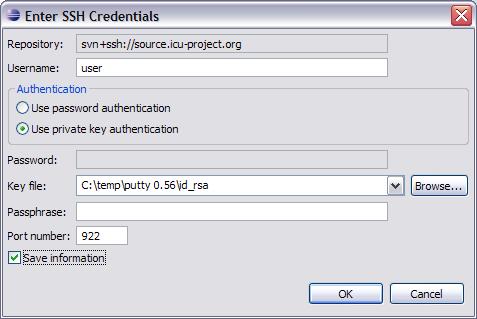 Enter SSH Credentials
Repository: svn+ssh://source.icu-project.org
Username: user
Authentication
Use password authentication
Use private key authentication
Password:
Key file: C:\temp\putty 0.56\id_rsa Browse...
Passphrase:
Port number: 922
Save information
OK Cancel